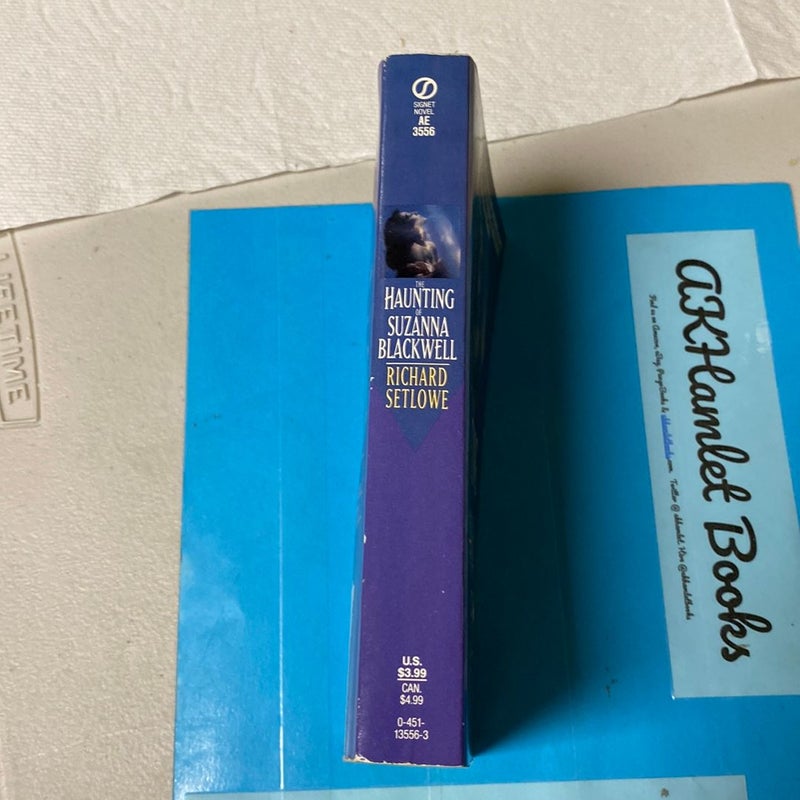 SIGNET
NOVEL
AE
3556
THE
HAUNTING
OF
SUZANNA
BLACKWELL
RICHARD
SETLOWE
U.S.
$3.99
CAN.
$4.99
0-451-
13556-3
AKHamlet Books
LIFETIME